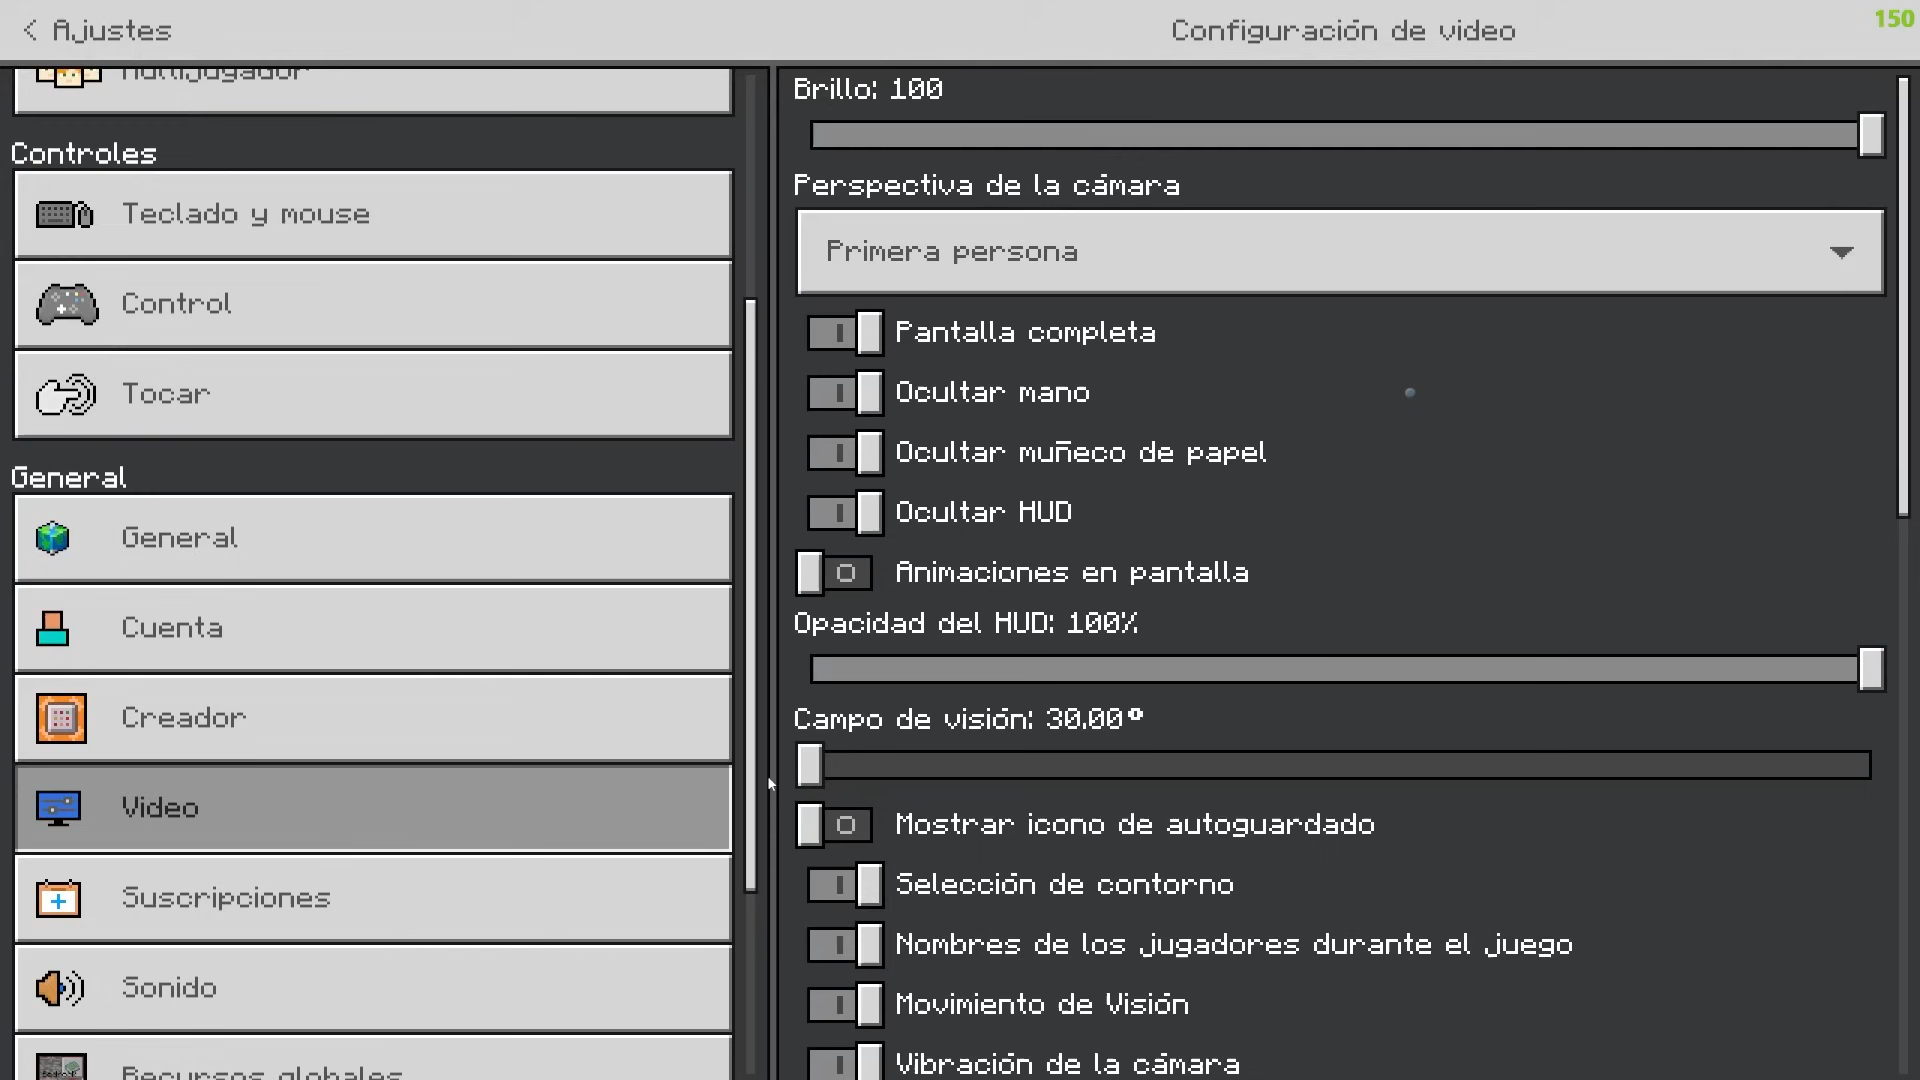 Ajustes
Configuración de video
150
Multijugador
Controles
Teclado y mouse
Control
Tocar
General
General
Cuenta
Creador
Video
Suscripciones
Sonido
Recursos globales
Brillo: 100
Perspectiva de la cámara
Primera persona
Pantalla completa
Ocultar mano
Ocultar muñeco de papel
Ocultar HUD
Animaciones en pantalla
Opacidad del HUD: 100%
Campo de visión: 30.00°
Mostrar icono de autoguardado
Selección de contorno
Nombres de los jugadores durante el juego
Movimiento de Visión
Vibración de la cámara